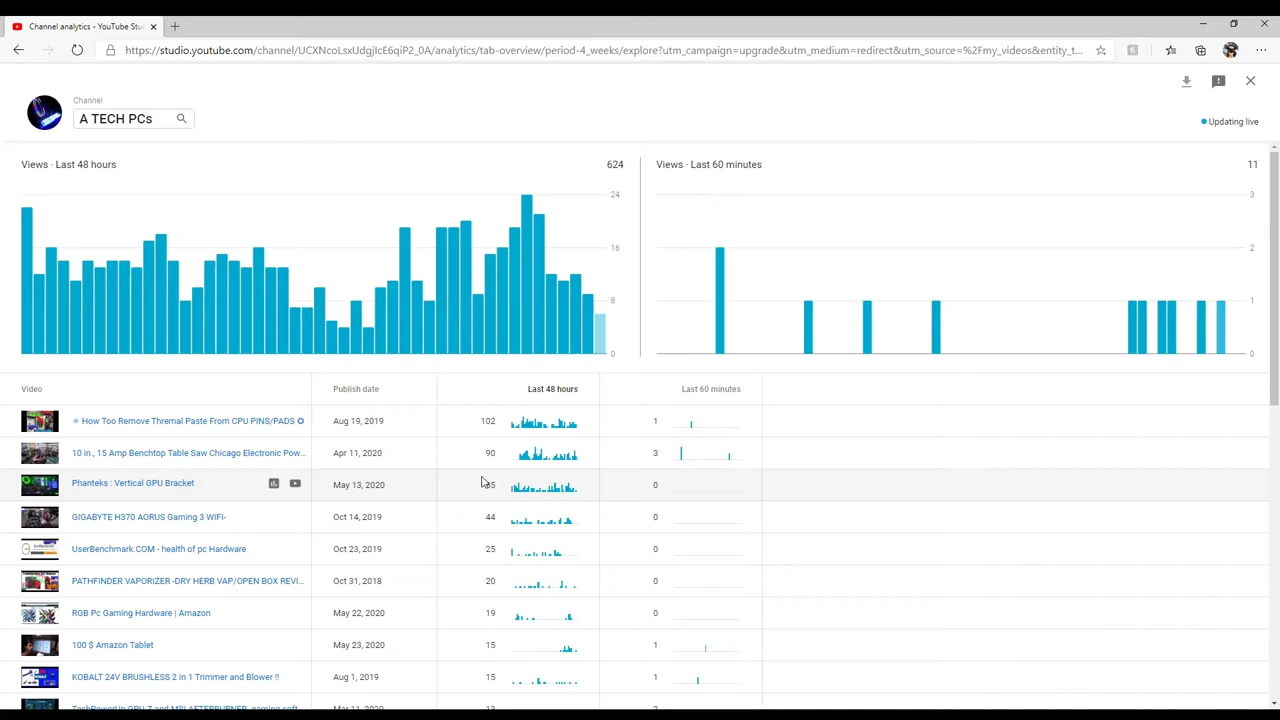 Channel analytics - YouTube Stu
https://studio.youtube.com/channel/UCXNcoLsxUdgjIcE6qiP2_0A/analytics/tab-overview/period-4_weeks/explore?utm_campaign=upgrade&utm_medium=redirect&utm_source=%2Fmy_videos&entity_t...
Channel
A TECH PCs
Updating live
Views · Last 48 hours 624
Views · Last 60 minutes 11
24
16
8
0
3
2
1
0
Video Publish date Last 48 hours Last 60 minutes
✳ How Too Remove Thremal Paste From CPU PINS/PADS ✪ Aug 19, 2019 102 1
10 in., 15 Amp Benchtop Table Saw Chicago Electronic Pow... Apr 11, 2020 90 3
Phanteks : Vertical GPU Bracket May 13, 2020 0
GIGABYTE H370 AORUS Gaming 3 WIFI- Oct 14, 2019 44 0
UserBenchmark.COM - health of pc Hardware Oct 23, 2019 25 0
PATHFINDER VAPORIZER -DRY HERB VAP/OPEN BOX REVI... Oct 31, 2018 20 0
RGB Pc Gaming Hardware | Amazon May 22, 2020 19 0
100 $ Amazon Tablet May 23, 2020 15 1
KOBALT 24V BRUSHLESS 2 in 1 Trimmer and Blower !! Aug 1, 2019 15 1